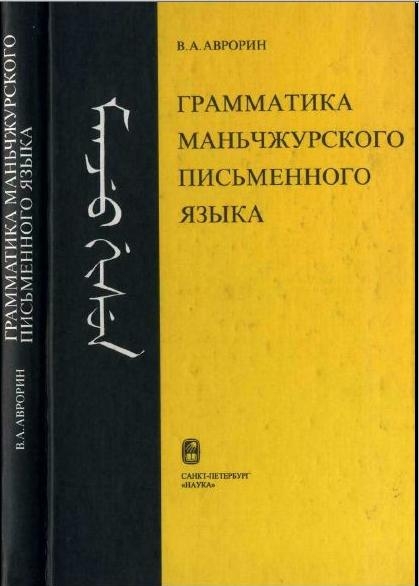 ГРАММАТИКА МАНЬЧЖУРСКОГО
ПИСЬМЕННОГО ЯЗЫКА
В.А.АВРОРИН
В. А. АВРОРИН
ГРАММАТИКА
МАНЬЧЖУРСКОГО
ПИСЬМЕННОГО
ЯЗЫКА
САНКТ-ПЕТЕРБУРГ
«НАУКА»